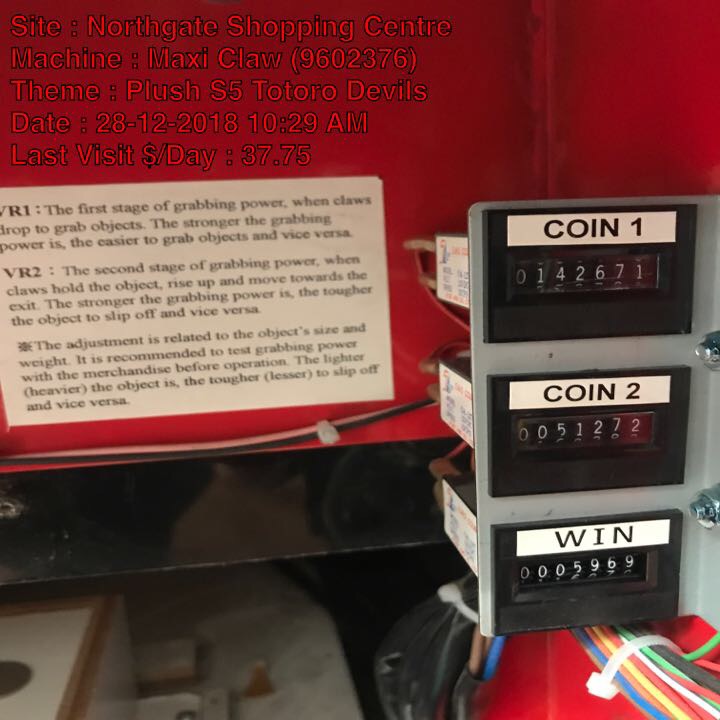 Site : Northgate Shopping Centre
Machine : Maxi Claw (9602376)
Theme : Plush S5 Totoro Devils
Date : 28-12-2018 10:29 AM
Last Visit $/Day : 37.75
VR1：The first stage of grabbing power, when claws
drop to grab objects. The stronger the grabbing
power is, the easier to grab objects and vice versa.
VR2：The second stage of grabbing power, when
claws hold the object, rise up and move towards the
exit. The stronger the grabbing power is, the tougher
the object to slip off and vice versa.
※The adjustment is related to the object's size and
weight. It is recommended to test grabbing power
with the merchandise before operation. The lighter
(heavier) the object is, the tougher (lesser) to slip off
and vice versa.
COIN 1
0142671
COIN 2
0051272
WIN
0005969